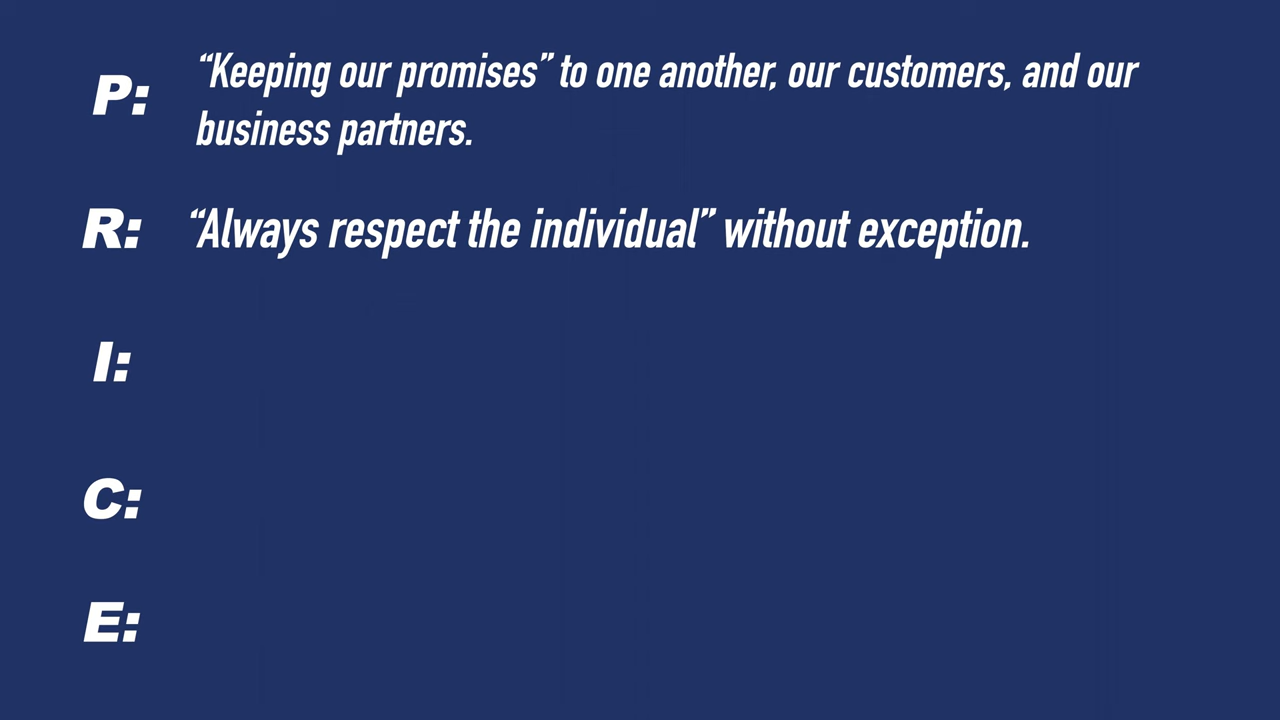 P: “Keeping our promises” to one another, our customers, and our
business partners.
R: “Always respect the individual” without exception.
I:
C:
E: